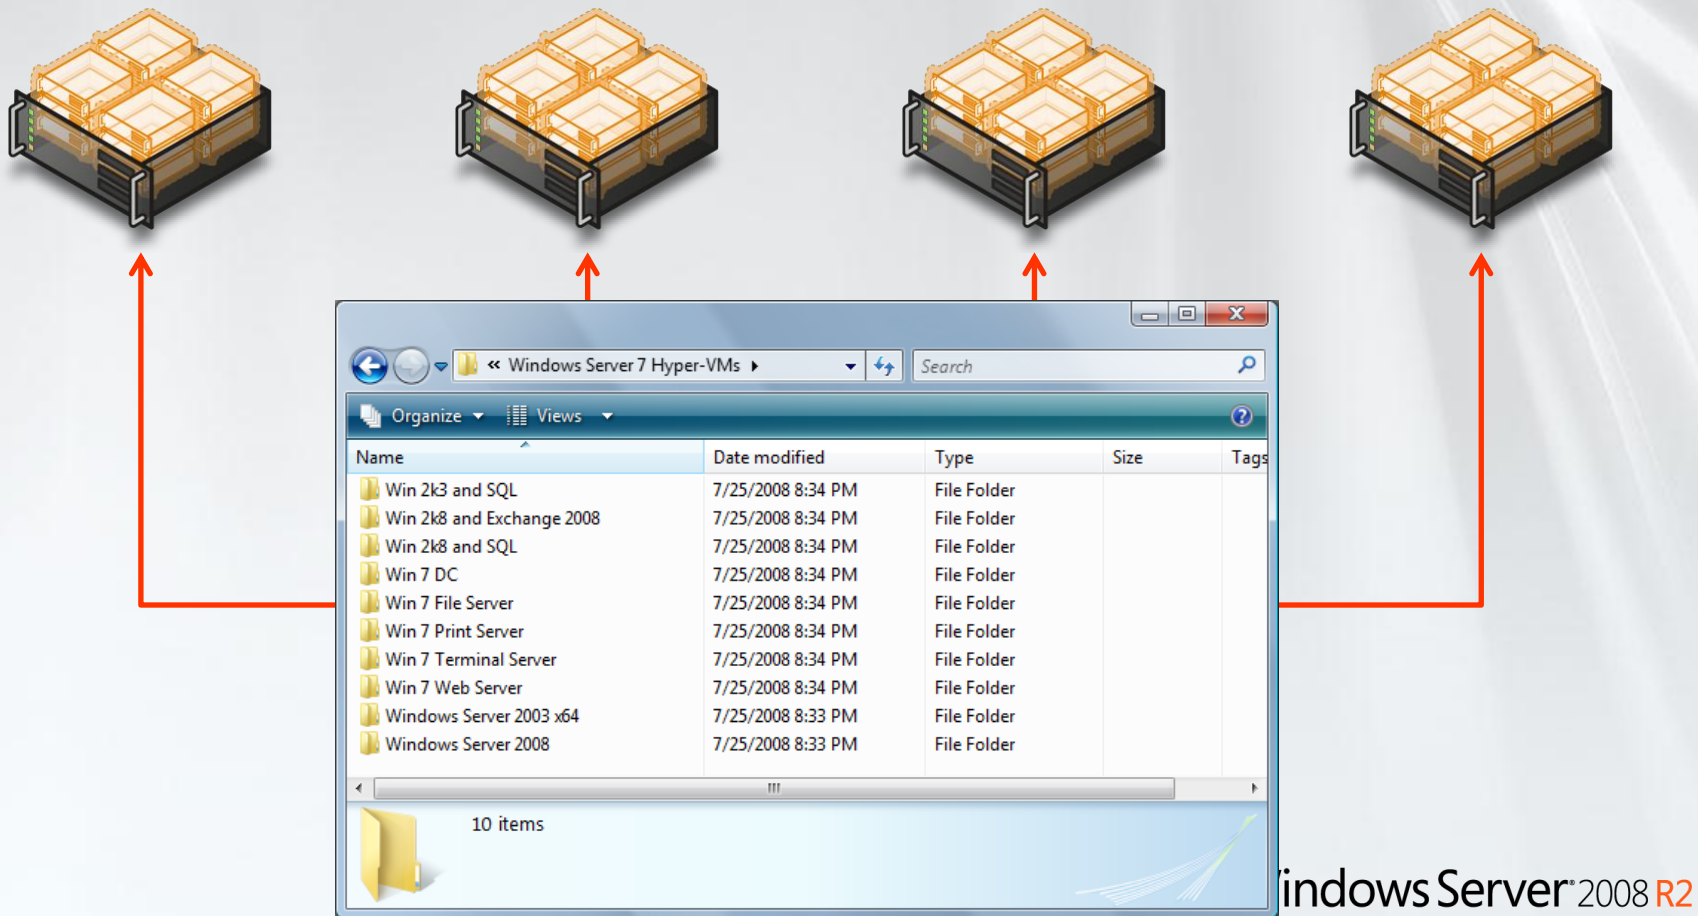 « Windows Server 7 Hyper-VMs
Search
Organize Views
Name Date modified Type Size Tags
Win 2k3 and SQL 7/25/2008 8:34 PM File Folder
Win 2k8 and Exchange 2008 7/25/2008 8:34 PM File Folder
Win 2k8 and SQL 7/25/2008 8:34 PM File Folder
Win 7 DC 7/25/2008 8:34 PM File Folder
Win 7 File Server 7/25/2008 8:34 PM File Folder
Win 7 Print Server 7/25/2008 8:34 PM File Folder
Win 7 Terminal Server 7/25/2008 8:34 PM File Folder
Win 7 Web Server 7/25/2008 8:34 PM File Folder
Windows Server 2003 x64 7/25/2008 8:33 PM File Folder
Windows Server 2008 7/25/2008 8:33 PM File Folder
10 items
indows Server 2008 R2